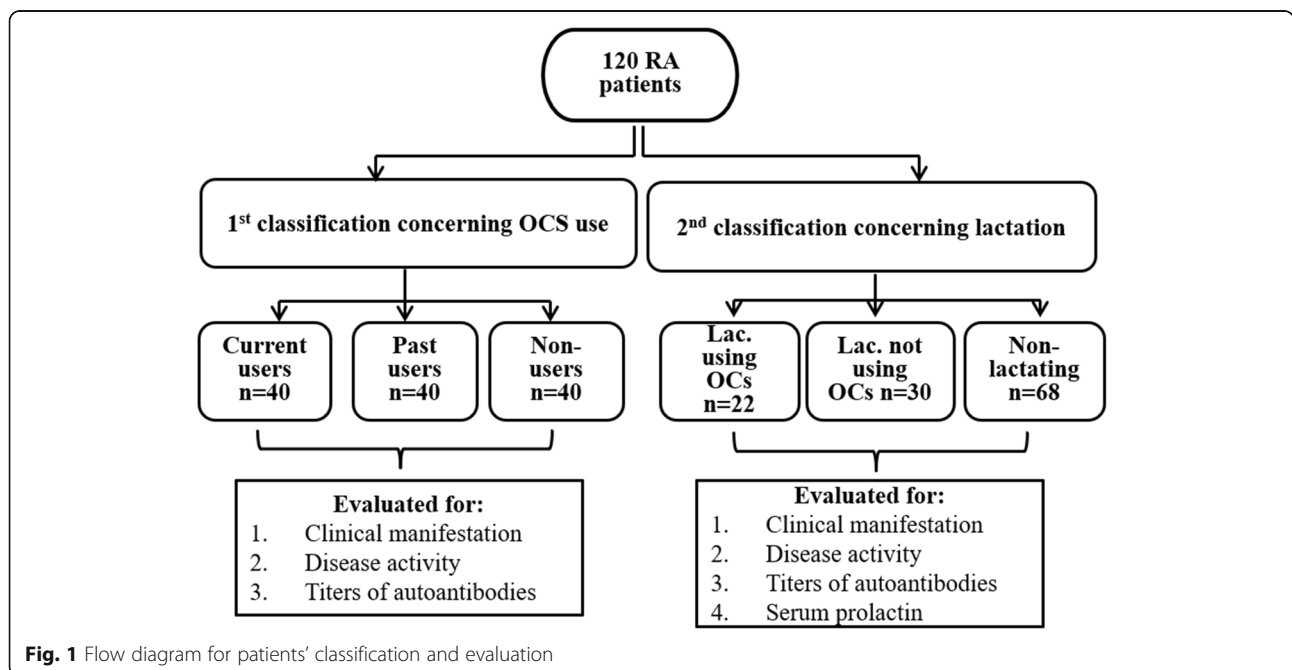 120 RA
patients
1st classification concerning OCS use
2nd classification concerning lactation
Current
users
n=40
Past
users
n=40
Non-
users
n=40
Lac.
using
OCs
n=22
Lac. not
using
OCs n=30
Non-
lactating
n=68
Evaluated for:
1. Clinical manifestation
2. Disease activity
3. Titers of autoantibodies
Evaluated for:
1. Clinical manifestation
2. Disease activity
3. Titers of autoantibodies
4. Serum prolactin
Fig. 1 Flow diagram for patients’ classification and evaluation